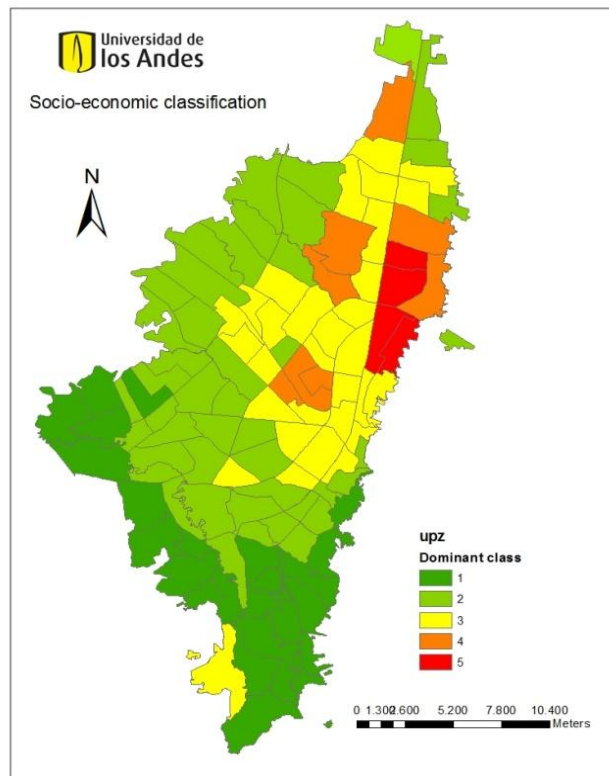 Universidad de
los Andes
Socio-economic classification
N
upz
Dominant class
1
2
3
4
5
0 1.300 2.600 5.200 7.800 10.400
Meters